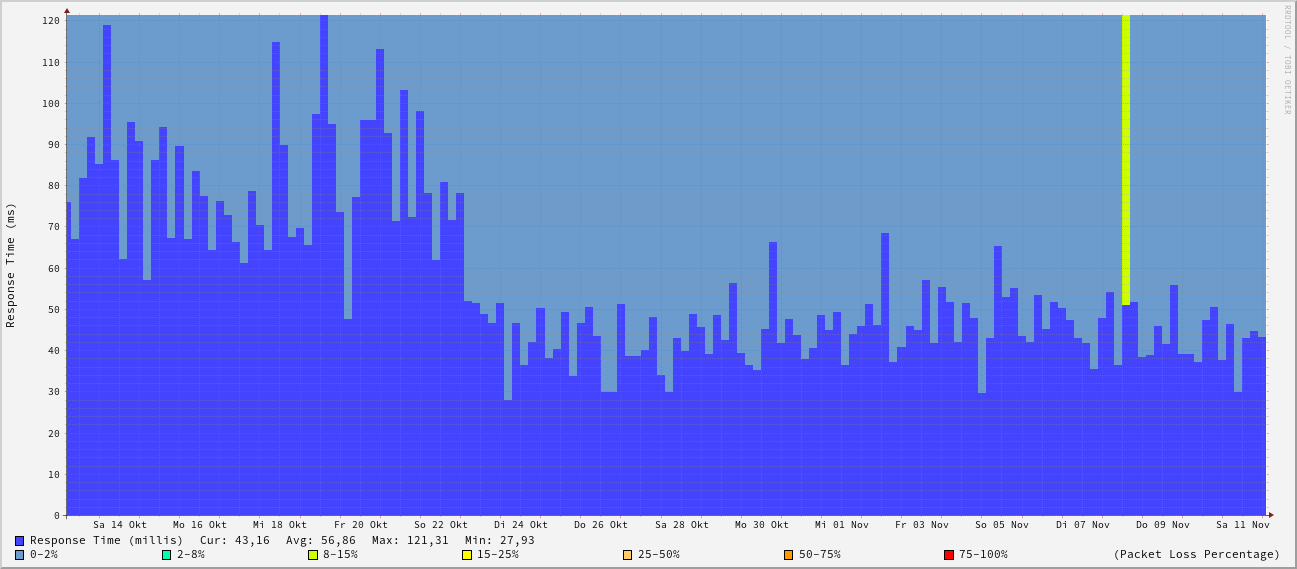 RRDTOOL / TOBI OETIKER
Response Time (ms)
120
110
100
90
80
70
60
50
40
30
20
10
0
Sa 14 Okt Mo 16 Okt Mi 18 Okt Fr 20 Okt So 22 Okt Di 24 Okt Do 26 Okt Sa 28 Okt Mo 30 Okt Mi 01 Nov Fr 03 Nov So 05 Nov Di 07 Nov Do 09 Nov Sa 11 Nov
Response Time (millis) Cur: 43,16 Avg: 56,86 Max: 121,31 Min: 27,93
0-2% 2-8% 8-15% 15-25% 25-50% 50-75% 75-100% (Packet Loss Percentage)